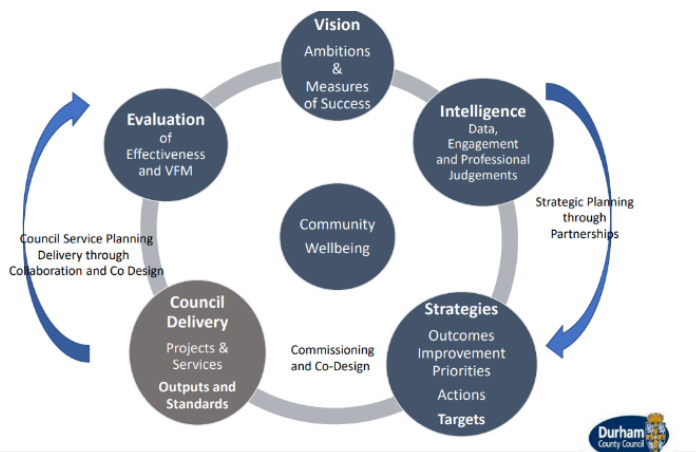 Vision
Ambitions
&
Measures
of Success
Intelligence
Data,
Engagement
and Professional
Judgements
Strategic Planning
through
Partnerships
Strategies
Outcomes
Improvement
Priorities
Actions
Targets
Commissioning
and Co-Design
Council
Delivery
Projects &
Services
Outputs and
Standards
Council Service Planning
Delivery through
Collaboration and Co Design
Evaluation
of
Effectiveness
and VFM
Community
Wellbeing
Durham
County Council